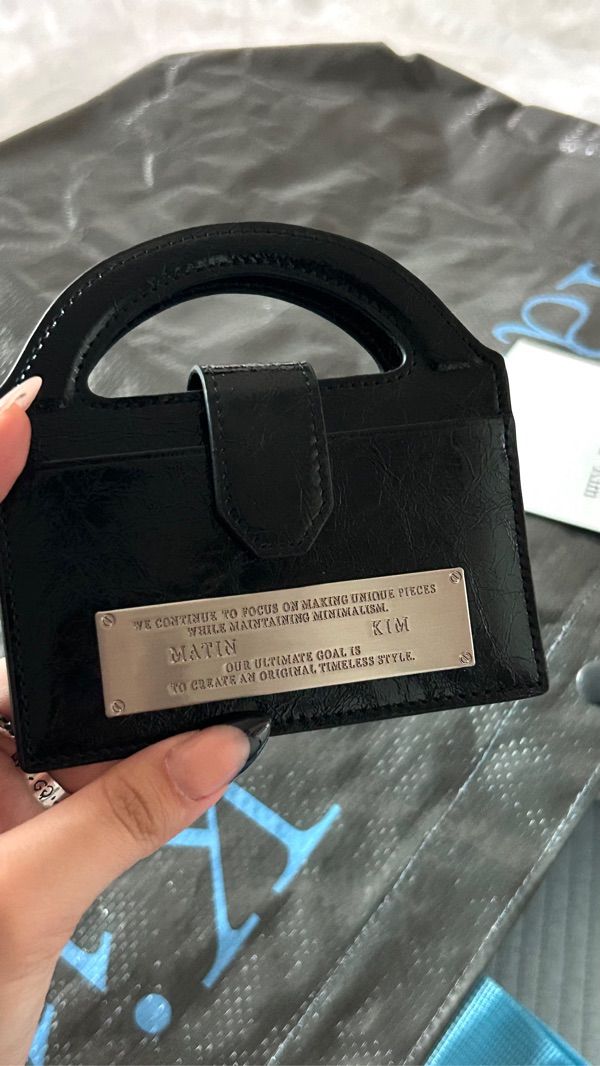 WE CONTINUE TO FOCUS ON MAKING UNIQUE PIECES
WHILE MAINTAINING MINIMALISM.
MATIN KIM
OUR ULTIMATE GOAL IS
TO CREATE AN ORIGINAL TIMELESS STYLE.